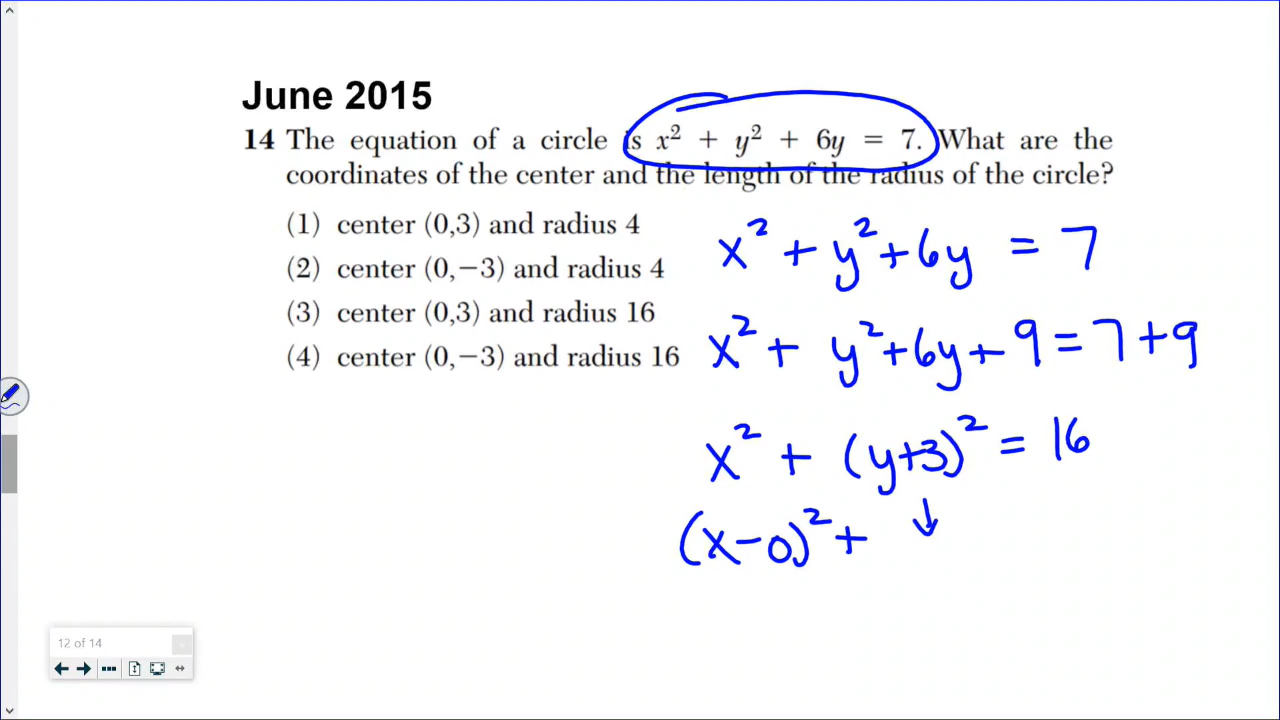 June 2015
14 The equation of a circle is x² + y² + 6y = 7. What are the
coordinates of the center and the length of the radius of the circle?
(1) center (0,3) and radius 4
(2) center (0,−3) and radius 4
(3) center (0,3) and radius 16
(4) center (0,−3) and radius 16
x² + y² + 6y = 7
x² + y² + 6y + 9 = 7 + 9
x² + (y+3)² = 16
(x−0)² + ↓
12 of 14